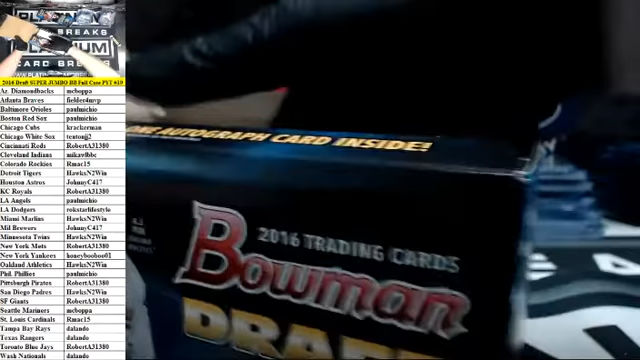 PLATINUM
BREAKS
PLATINUM
CARD BREAKS
2016 Draft SUPER JUMBO BB Full Case PYT #19
Az. Diamondbacks mcboppa
Atlanta Braves fielder4mvp
Baltimore Orioles paulmichio
Boston Red Sox paulmichio
Chicago Cubs krackerman
Chicago White Sox
Cincinnati Reds RobertA31380
Cleveland Indians mikavdbbc
Colorado Rockies Rmac15
Detroit Tigers HawksN2Win
Houston Astros JohnnyC417
KC Royals RobertA31380
LA Angels paulmichio
LA Dodgers rokstarlifestyle
Miami Marlins HawksN2Win
Mil Brewers JohnnyC417
Minnesota Twins HawksN2Win
New York Mets RobertA31380
New York Yankees honeybooboo01
Oakland Athletics HawksN2Win
Phil. Phillies paulmichio
Pittsburgh Pirates RobertA31380
San Diego Padres HawksN2Win
SF Giants RobertA31380
Seattle Mariners mcboppa
St. Louis Cardinals Rmac15
Tampa Bay Rays dalando
Texas Rangers dalando
Toronto Blue Jays RobertA31380
Wash Nationals dalando
ONE AUTOGRAPH CARD INSIDE!
2016 TRADING CARDS
Bowman
DRAFT